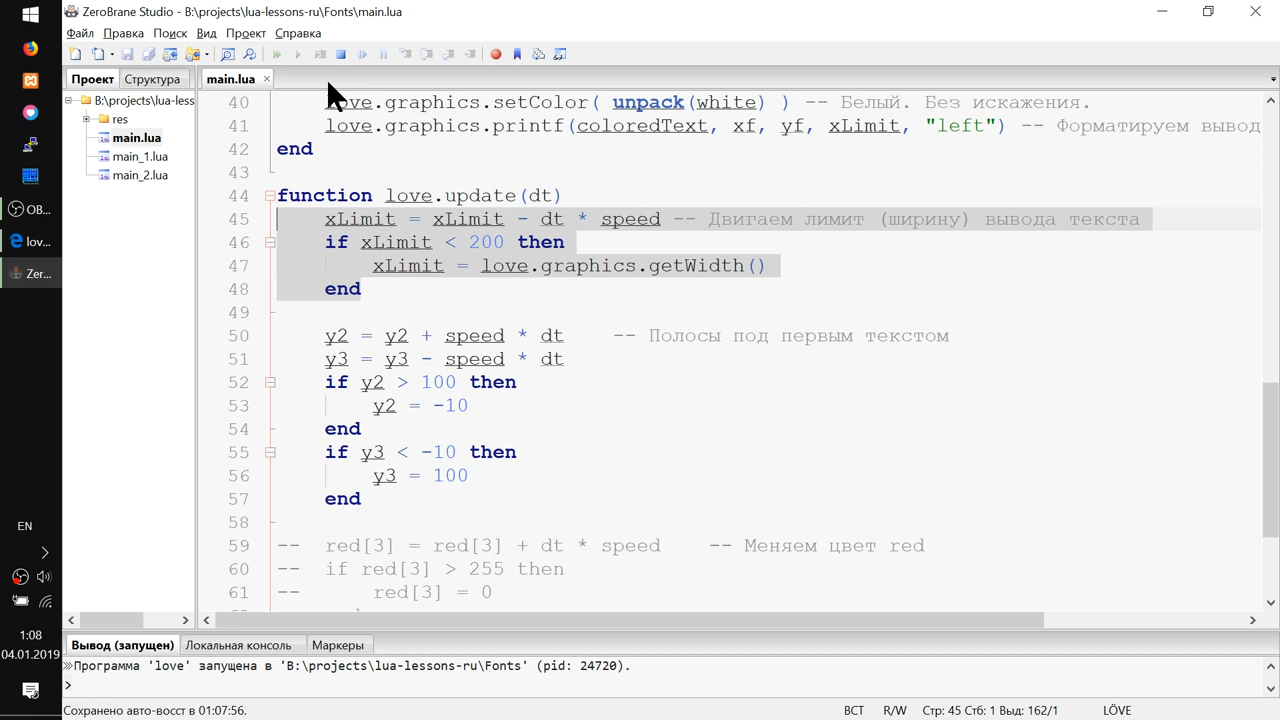 ZeroBrane Studio - B:\projects\lua-lessons-ru\Fonts\main.lua
Файл Правка Поиск Вид Проект Справка
Проект Структура main.lua
B:\projects\lua-less
res
main.lua
main_1.lua
main_2.lua
40 love.graphics.setColor( unpack(white) ) -- Белый. Без искажения.
41 love.graphics.printf(coloredText, xf, yf, xLimit, "left") -- Форматируем вывод
42 end
43
44 function love.update(dt)
45 xLimit = xLimit - dt * speed -- Двигаем лимит (ширину) вывода текста
46 if xLimit < 200 then
47 xLimit = love.graphics.getWidth()
48 end
49
50 y2 = y2 + speed * dt -- Полосы под первым текстом
51 y3 = y3 - speed * dt
52 if y2 > 100 then
53 y2 = -10
54 end
55 if y3 < -10 then
56 y3 = 100
57 end
58
59 -- red[3] = red[3] + dt * speed -- Меняем цвет red
60 -- if red[3] > 255 then
61 -- red[3] = 0
OB...
lov...
Zer...
EN
1:08
04.01.2019
Вывод (запущен) Локальная консоль Маркеры
Программа 'love' запущена в 'B:\projects\lua-lessons-ru\Fonts' (pid: 24720).
Сохранено авто-восст в 01:07:56. ВСТ R/W Стр: 45 Стб: 1 Выд: 162/1 LÖVE